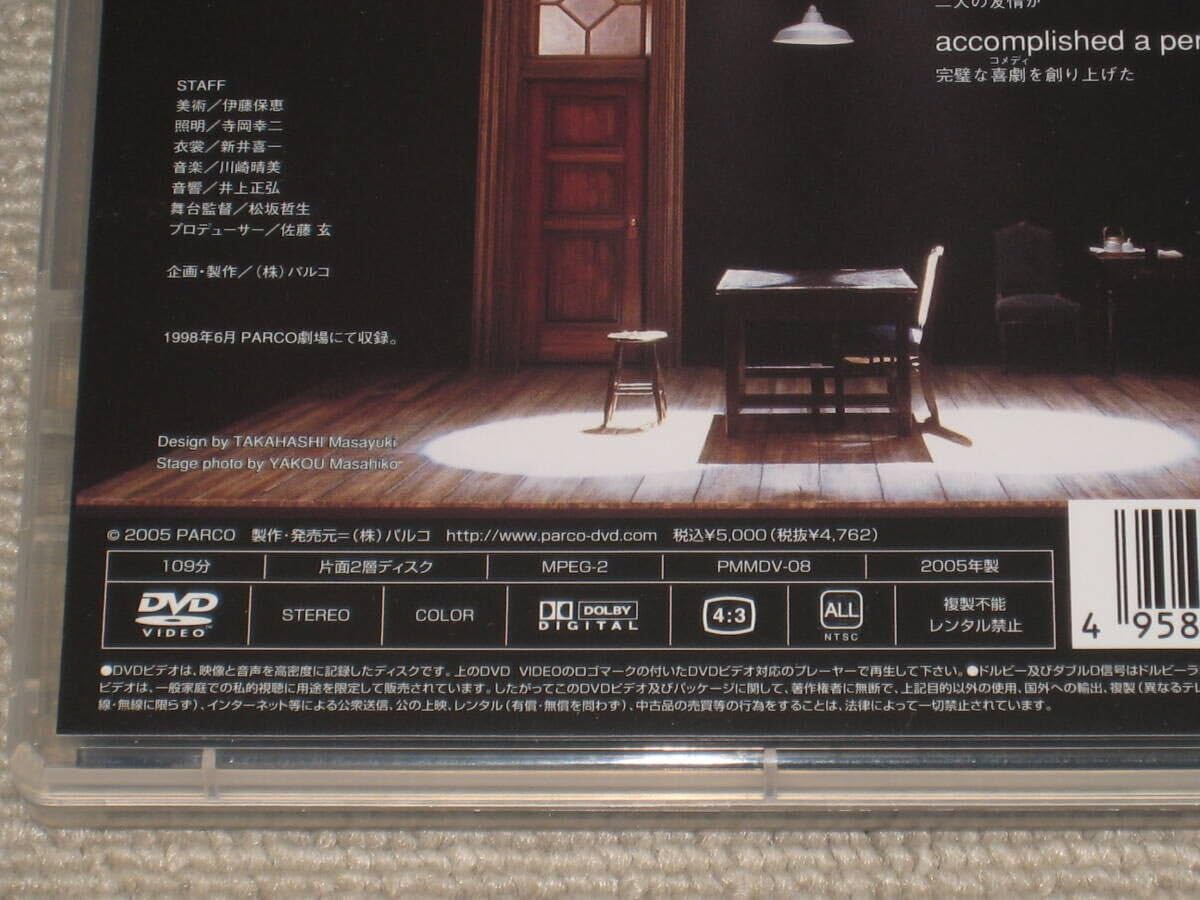 二人の友情が
accomplished a per
コメディ
完璧な喜劇を創り上げた
STAFF
美術／伊藤保恵
照明／寺岡幸二
衣裳／新井喜一
音楽／川崎晴美
音響／井上正弘
舞台監督／松坂哲生
プロデューサー／佐藤 玄
企画・製作／（株）パルコ
1998年6月 PARCO劇場にて収録。
Design by TAKAHASHI Masayuki
Stage photo by YAKOU Masahiko
© 2005 PARCO 製作・発売元=（株）パルコ http://www.parco-dvd.com 税込¥5,000（税抜¥4,762）
109分 片面2層ディスク MPEG-2 PMMDV-08 2005年製
DVD VIDEO™ STEREO COLOR DOLBY DIGITAL 4:3 ALL NTSC 複製不能 レンタル禁止
4 958
●DVDビデオは、映像と音声を高密度に記録したディスクです。上のDVD VIDEOのロゴマークの付いたDVDビデオ対応のプレーヤーで再生して下さい。●ドルビー及びダブルD信号はドルビーラ
ビデオは、一般家庭での私的視聴に用途を限定して販売されています。したがってこのDVDビデオ及びパッケージに関して、著作権者に無断で、上記目的以外の使用、国外への輸出、複製（異なるテレ
線・無線に限らず）、インターネット等による公衆送信、公の上映、レンタル（有償・無償を問わず）、中古品の売買等の行為をすることは、法律によって一切禁止されています。